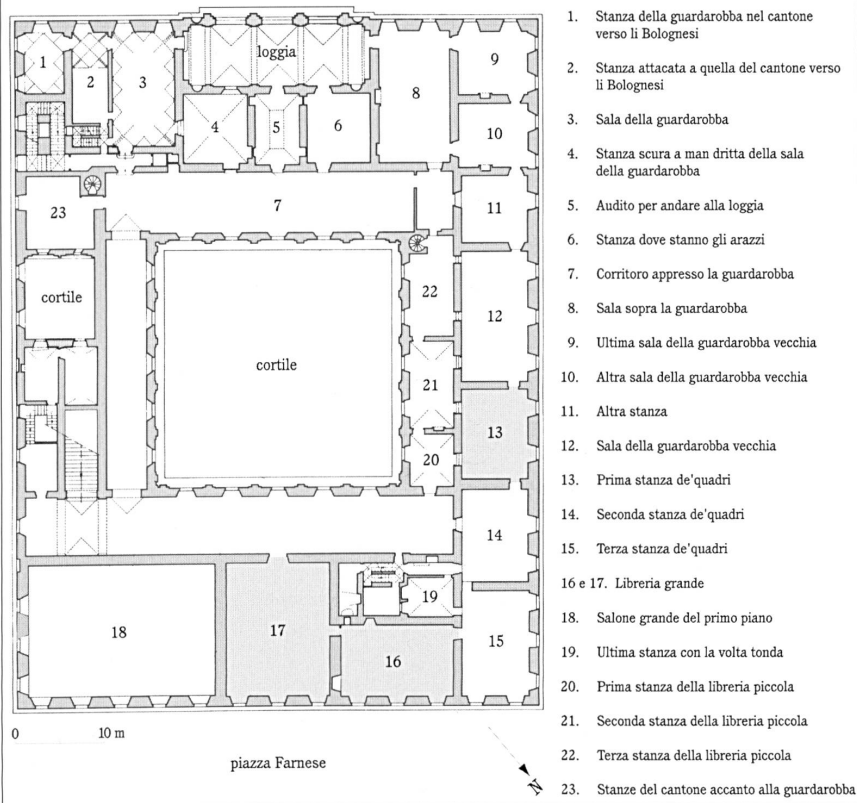 loggia
1
2
3
4
5
6
7
8
9
10
11
12
13
14
15
16
17
18
19
20
21
22
23
cortile
cortile
0 10 m
piazza Farnese
N
1. Stanza della guardarobba nel cantone
verso li Bolognesi
2. Stanza attacata a quella del cantone verso
li Bolognesi
3. Sala della guardarobba
4. Stanza scura a man dritta della sala
della guardarobba
5. Audito per andare alla loggia
6. Stanza dove stanno gli arazzi
7. Corritoro appresso la guardarobba
8. Sala sopra la guardarobba
9. Ultima sala della guardarobba vecchia
10. Altra sala della guardarobba vecchia
11. Altra stanza
12. Sala della guardarobba vecchia
13. Prima stanza de'quadri
14. Seconda stanza de'quadri
15. Terza stanza de'quadri
16 e 17. Libreria grande
18. Salone grande del primo piano
19. Ultima stanza con la volta tonda
20. Prima stanza della libreria piccola
21. Seconda stanza della libreria piccola
22. Terza stanza della libreria piccola
23. Stanze del cantone accanto alla guardarobba